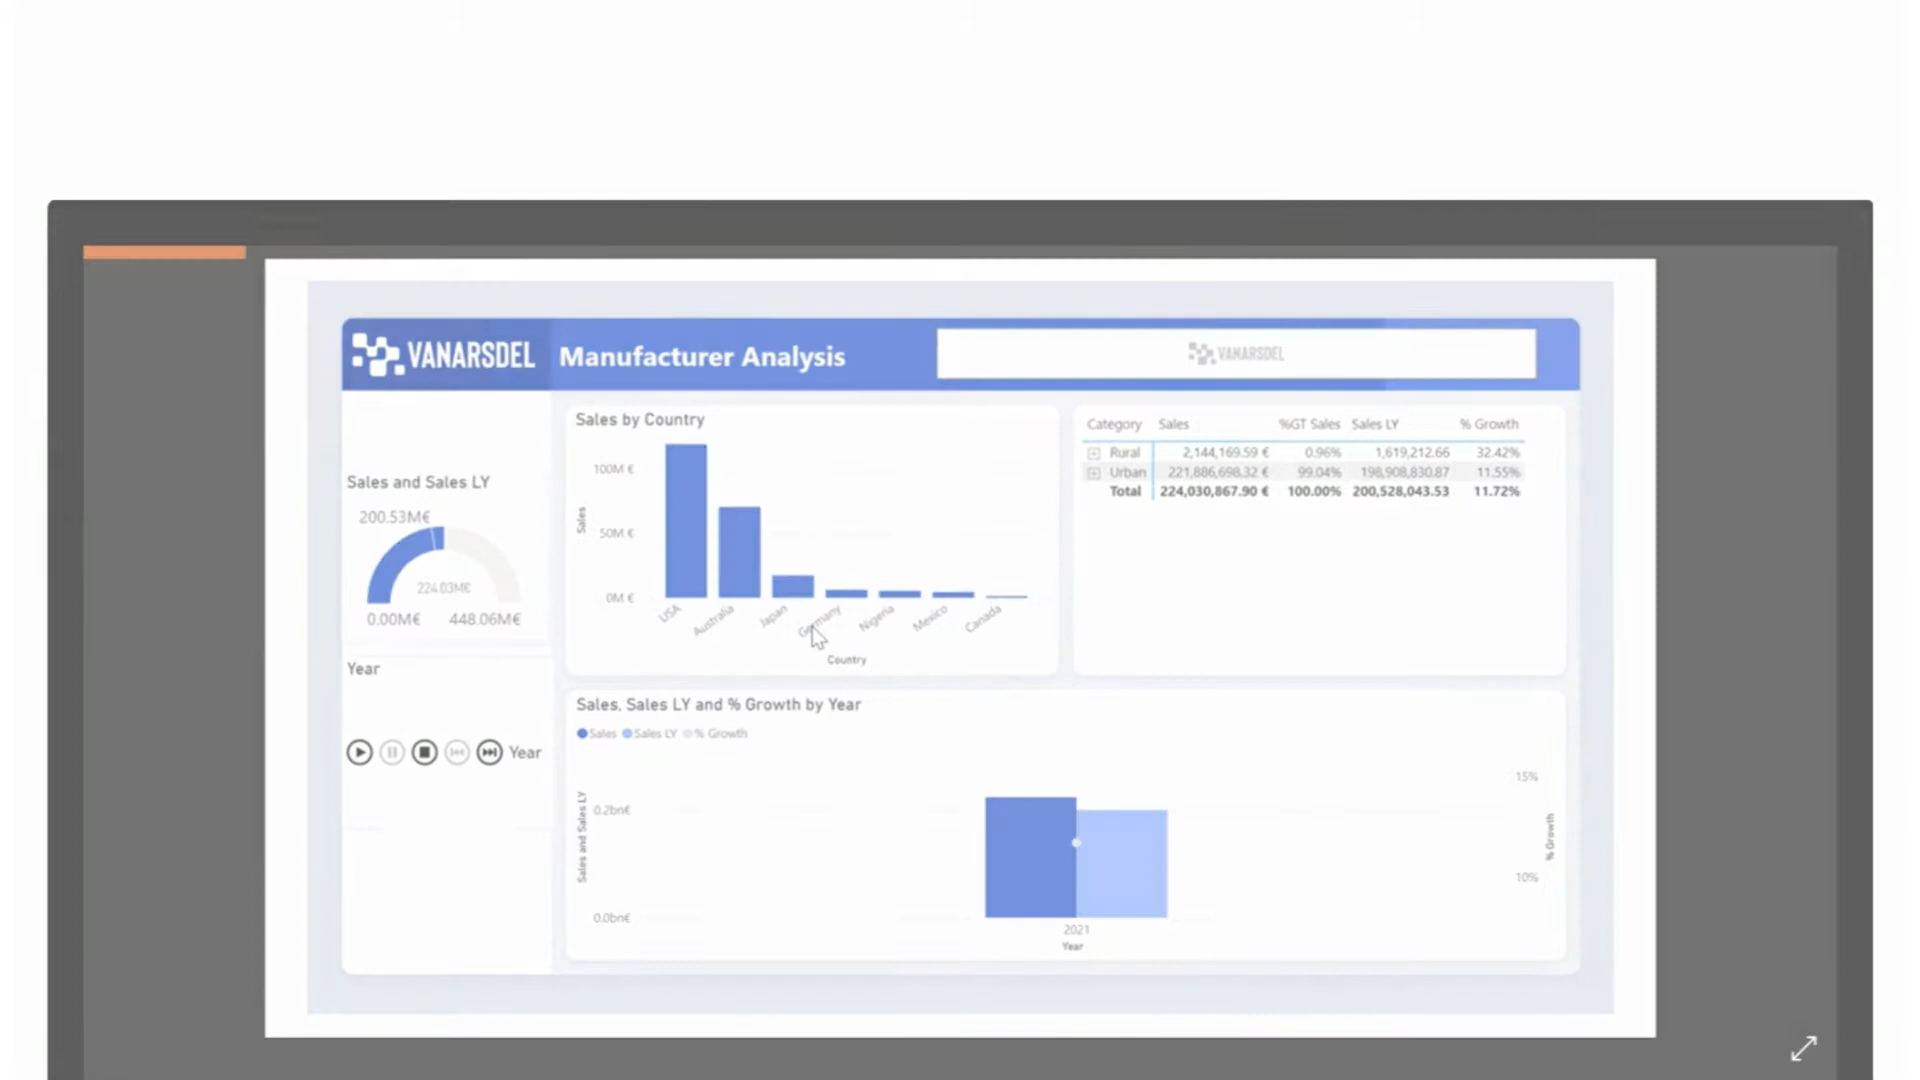 VANARSDEL
Manufacturer Analysis
VANARSDEL
Sales and Sales LY
200.53M€
224.03M€
0.00M€ 448.06M€
Year
Year
Sales by Country
Sales
100M €
50M €
0M €
USA Australia Japan Germany Nigeria Mexico Canada
Country
Category Sales %GT Sales Sales LY % Growth
Rural 2,144,169.59 € 0.96% 1,619,212.66 32.42%
Urban 221,886,698.32 € 99.04% 198,908,830.87 11.55%
Total 224,030,867.90 € 100.00% 200,528,043.53 11.72%
Sales, Sales LY and % Growth by Year
Sales Sales LY % Growth
Sales and Sales LY
0.2bn€
0.0bn€
2021
Year
15%
10%
% Growth